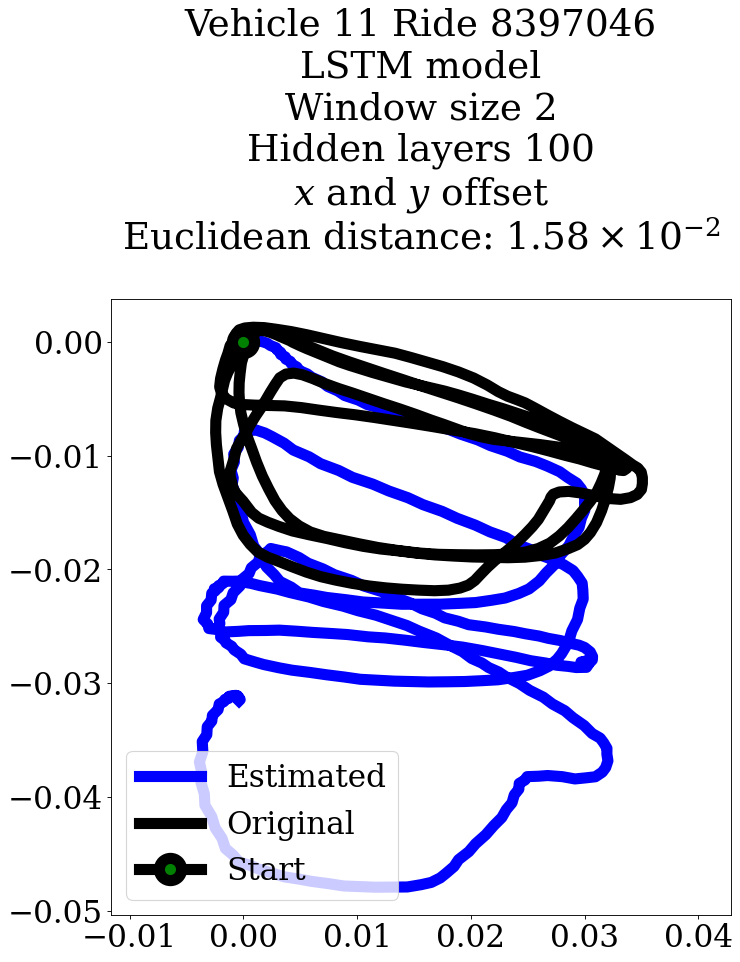 Vehicle 11 Ride 8397046
LSTM model
Window size 2
Hidden layers 100
x and y offset
Euclidean distance: 1.58 × 10⁻²
0.00
−0.01
−0.02
−0.03
−0.04
−0.05
Estimated
Original
Start
−0.01 0.00 0.01 0.02 0.03 0.04